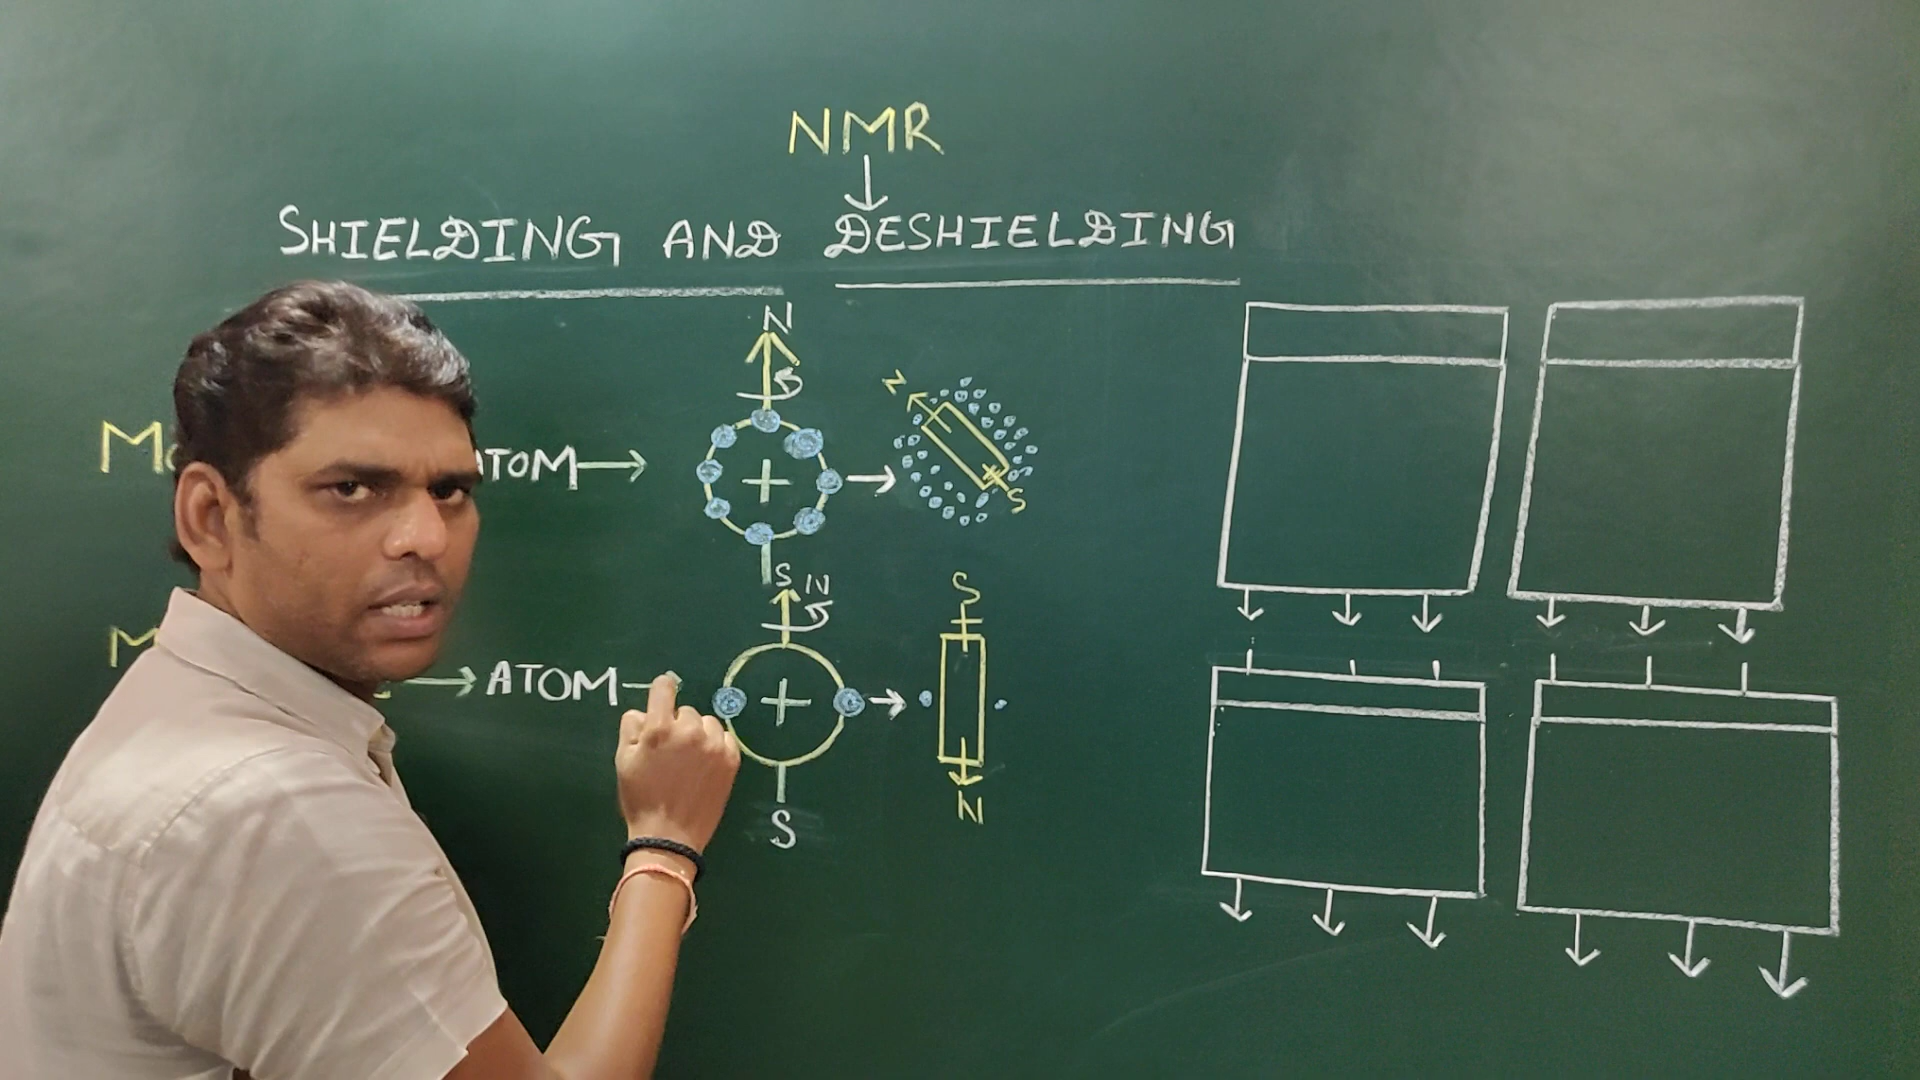 NMR
SHIELDING AND DESHIELDING
N
N
ATOM
+
S
S
N
S
ATOM
+
N
S